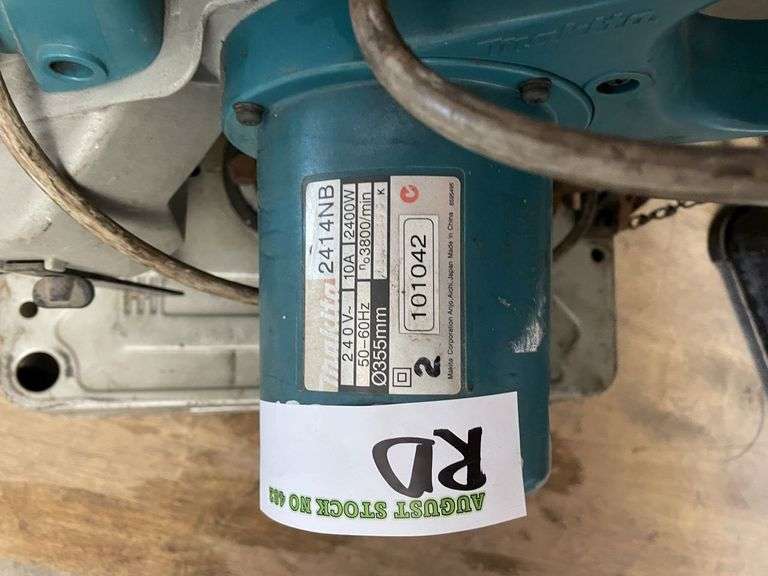 makita
makita 2414NB
240V~ 10A 2400W
50-60Hz n₀3800/min
Ø355mm K
101042
2
Makita Corporation Anjo, Aichi, Japan Made in China
RD
AUGUST STOCK NO 482